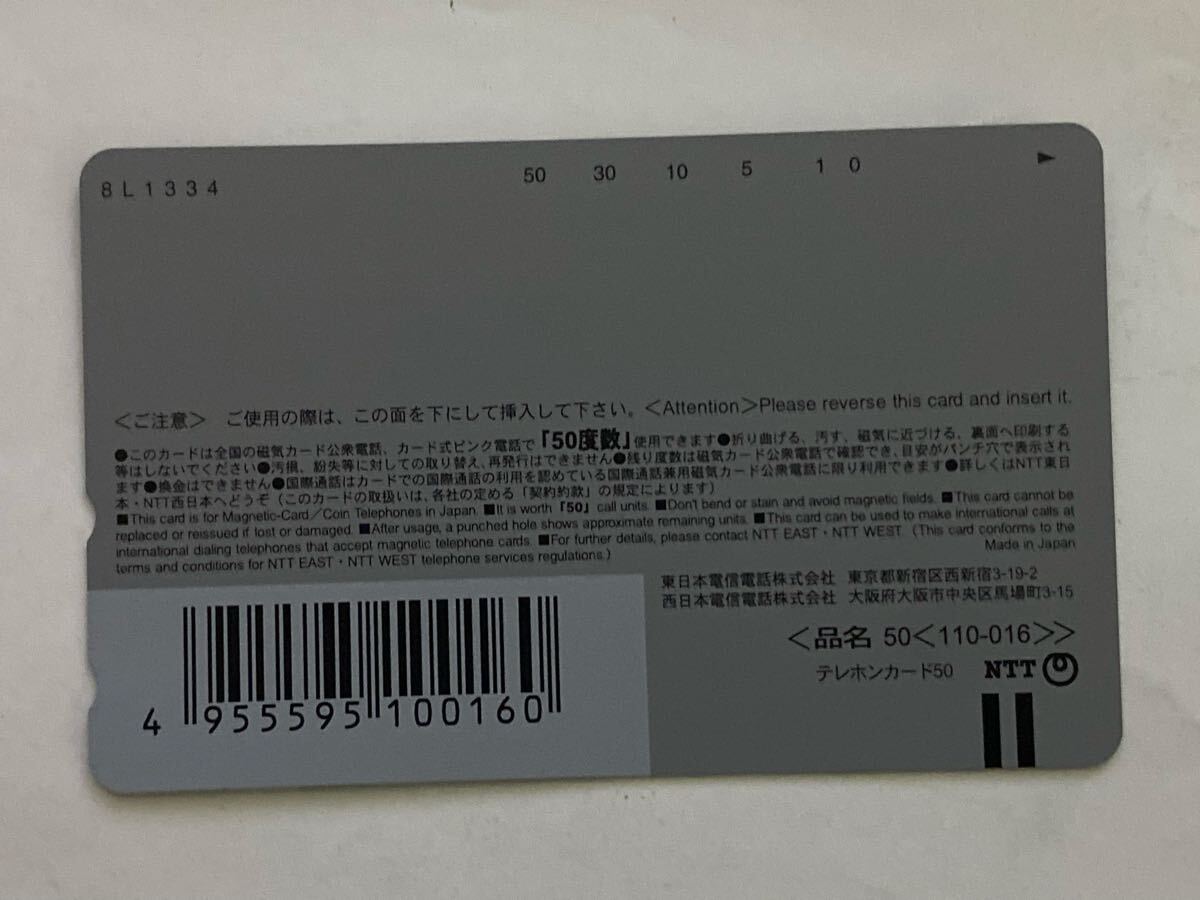 8L1334 50 30 10 5 1 0 ►
＜ご注意＞ ご使用の際は、この面を下にして挿入して下さい。＜Attention＞Please reverse this card and insert it.
●このカードは全国の磁気カード公衆電話、カード式ピンク電話で「50度数」使用できます●折り曲げる、汚す、磁気に近づける、裏面へ印刷する
等はしないでください●汚損、紛失等に対しての取り替え、再発行はできません●残り度数は磁気カード公衆電話で確認でき、目安がパンチ穴で表示され
ます●換金はできません●国際通話はカードでの国際通話の利用を認めている国際通話兼用磁気カード公衆電話に限り利用できます●詳しくはNTT東日
本・NTT西日本へどうぞ（このカードの取扱いは、各社の定める「契約約款」の規定によります）
■This card is for Magnetic-Card／Coin Telephones in Japan. ■It is worth「50」call units. ■Don't bend or stain and avoid magnetic fields. ■This card cannot be
replaced or reissued if lost or damaged. ■After usage, a punched hole shows approximate remaining units. ■This card can be used to make international calls at
international dialing telephones that accept magnetic telephone cards. ■For further details, please contact NTT EAST・NTT WEST.（This card conforms to the
terms and conditions for NTT EAST・NTT WEST telephone services regulations.） Made in Japan
東日本電信電話株式会社 東京都新宿区西新宿3-19-2
西日本電信電話株式会社 大阪府大阪市中央区馬場町3-15
＜品名 50＜110-016＞＞
テレホンカード50 NTT
4 955595 100160